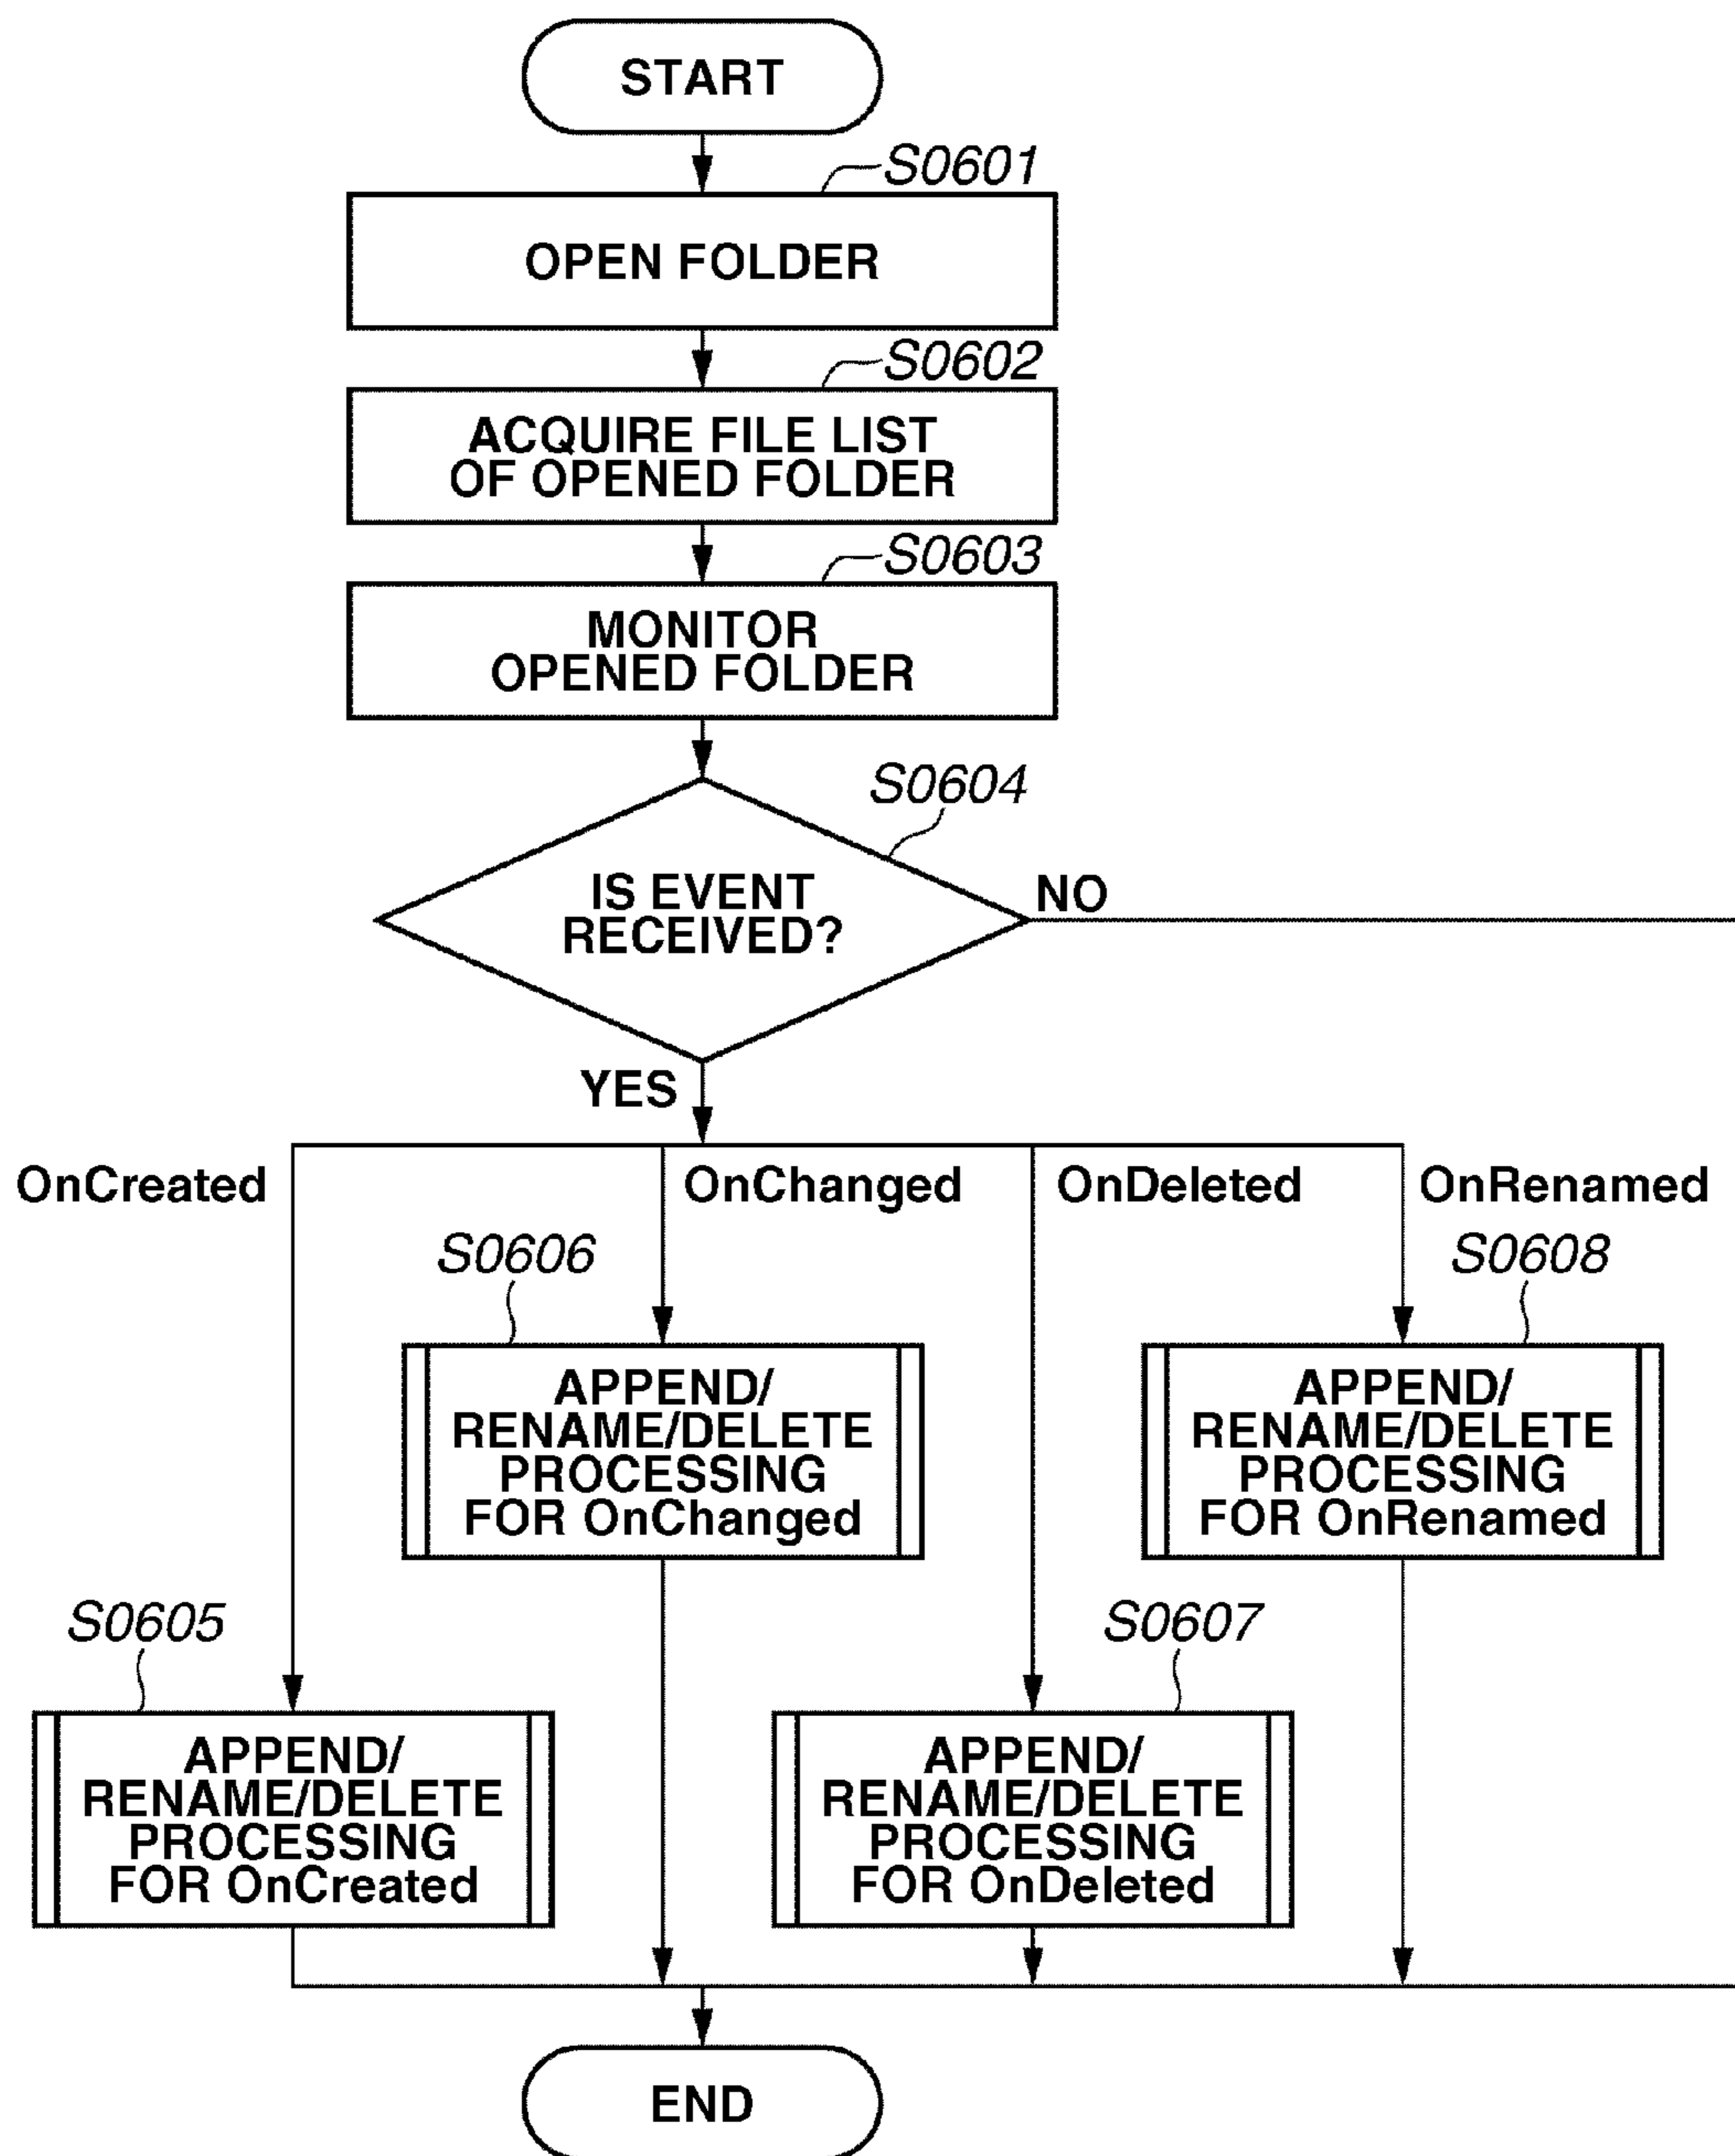 START
S0601
OPEN FOLDER
S0602
ACQUIRE FILE LIST
OF OPENED FOLDER
S0603
MONITOR
OPENED FOLDER
S0604
IS EVENT
RECEIVED?
NO
YES
OnCreated
OnChanged
OnDeleted
OnRenamed
S0606
S0608
APPEND/
RENAME/DELETE
PROCESSING
FOR OnChanged
APPEND/
RENAME/DELETE
PROCESSING
FOR OnRenamed
S0605
S0607
APPEND/
RENAME/DELETE
PROCESSING
FOR OnCreated
APPEND/
RENAME/DELETE
PROCESSING
FOR OnDeleted
END